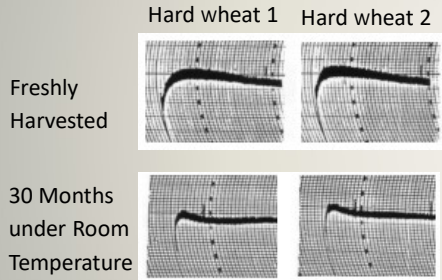 Hard wheat 1
Hard wheat 2
Freshly
Harvested
30 Months
under Room
Temperature